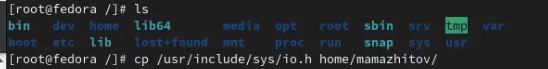 [root@fedora /]# ls
bin dev home lib64 media opt root sbin srv tmp var
boot etc lib lost+found mnt proc run snap sys usr
[root@fedora /]# cp /usr/include/sys/io.h home/mamazhitov/